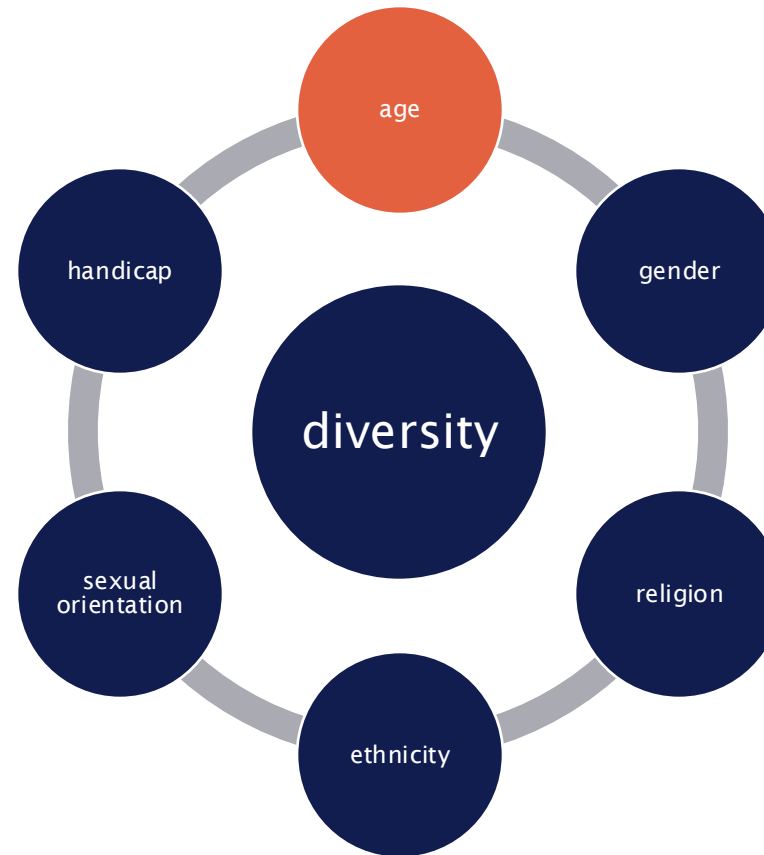 age
handicap
gender
diversity
sexual
orientation
religion
ethnicity